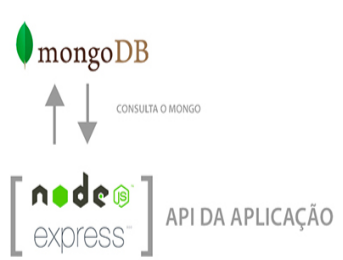 mongoDB
CONSULTA O MONGO
node JS
express
API DA APLICAÇÃO